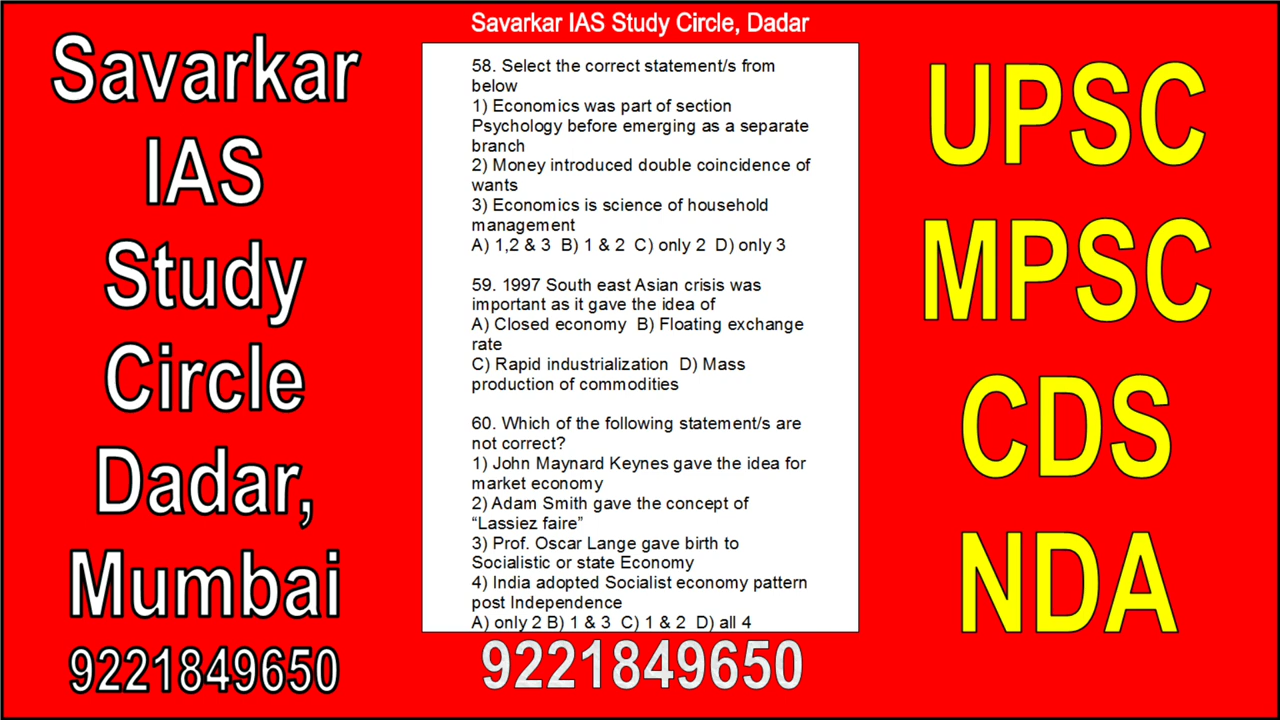 Savarkar
IAS
Study
Circle
Dadar,
Mumbai
9221849650
Savarkar IAS Study Circle, Dadar
58. Select the correct statement/s from
below
1) Economics was part of section
Psychology before emerging as a separate
branch
2) Money introduced double coincidence of
wants
3) Economics is science of household
management
A) 1,2 & 3 B) 1 & 2 C) only 2 D) only 3
59. 1997 South east Asian crisis was
important as it gave the idea of
A) Closed economy B) Floating exchange
rate
C) Rapid industrialization D) Mass
production of commodities
60. Which of the following statement/s are
not correct?
1) John Maynard Keynes gave the idea for
market economy
2) Adam Smith gave the concept of
“Lassiez faire”
3) Prof. Oscar Lange gave birth to
Socialistic or state Economy
4) India adopted Socialist economy pattern
post Independence
A) only 2 B) 1 & 3 C) 1 & 2 D) all 4
9221849650
UPSC
MPSC
CDS
NDA